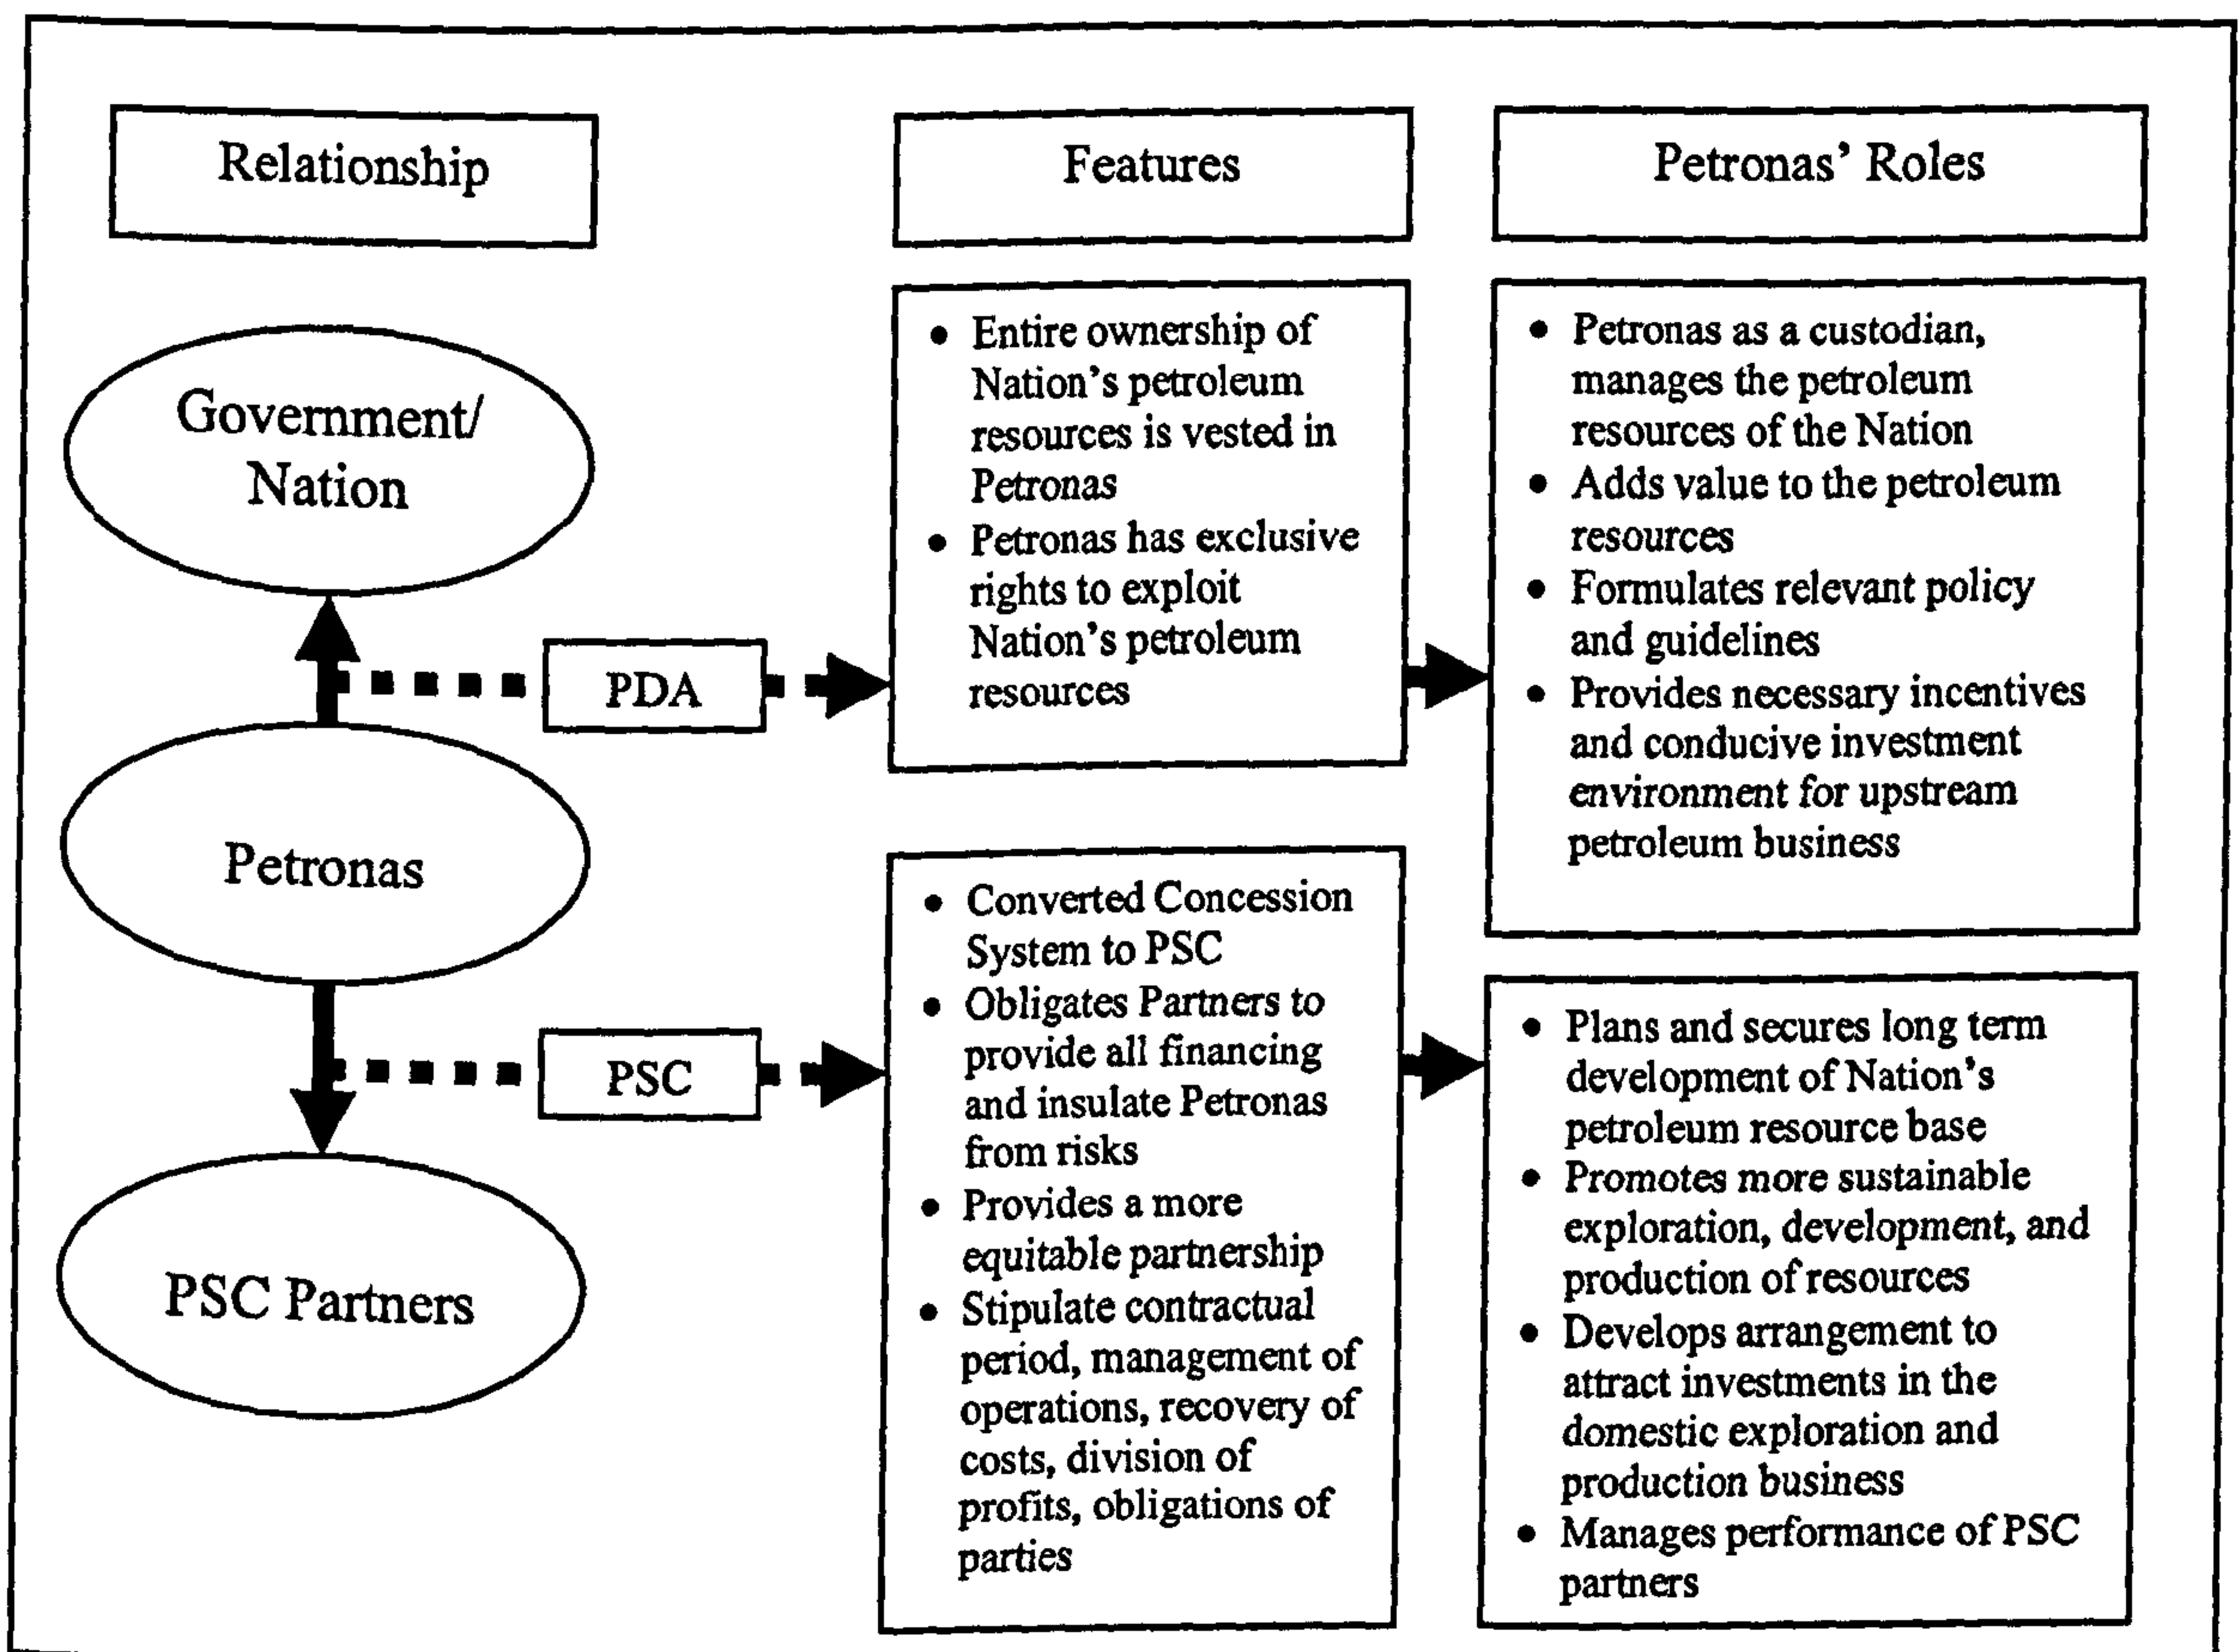 Relationship
Features
Petronas' Roles
Government/
Nation
PDA
Petronas
PSC
PSC Partners
• Entire ownership of
Nation's petroleum
resources is vested in
Petronas
• Petronas has exclusive
rights to exploit
Nation's petroleum
resources
• Petronas as a custodian,
manages the petroleum
resources of the Nation
• Adds value to the petroleum
resources
• Formulates relevant policy
and guidelines
• Provides necessary incentives
and conducive investment
environment for upstream
petroleum business
• Converted Concession
System to PSC
• Obligates Partners to
provide all financing
and insulate Petronas
from risks
• Provides a more
equitable partnership
• Stipulate contractual
period, management of
operations, recovery of
costs, division of
profits, obligations of
parties
• Plans and secures long term
development of Nation's
petroleum resource base
• Promotes more sustainable
exploration, development, and
production of resources
• Develops arrangement to
attract investments in the
domestic exploration and
production business
• Manages performance of PSC
partners